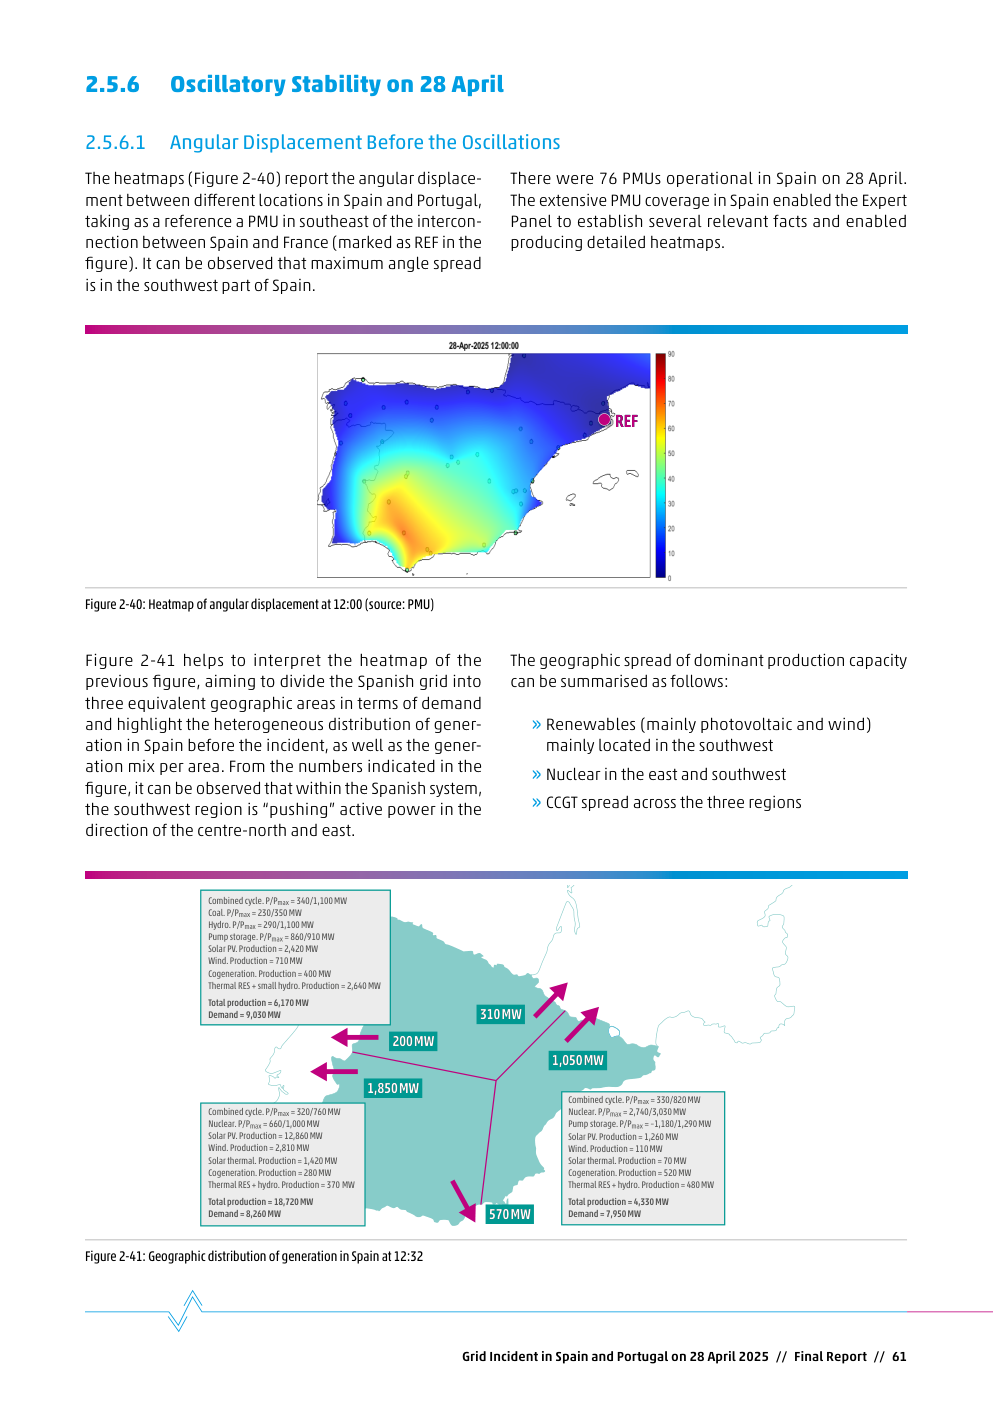 2.5.6 Oscillatory Stability on 28 April
2.5.6.1 Angular Displacement Before the Oscillations
The heatmaps (Figure 2-40) report the angular displace-
ment between different locations in Spain and Portugal,
taking as a reference a PMU in southeast of the intercon-
nection between Spain and France (marked as REF in the
figure). It can be observed that maximum angle spread
is in the southwest part of Spain.
There were 76 PMUs operational in Spain on 28 April.
The extensive PMU coverage in Spain enabled the Expert
Panel to establish several relevant facts and enabled
producing detailed heatmaps.
28-Apr-2025 12:00:00
REF
90
80
70
60
50
40
30
20
10
0
Figure 2-40: Heatmap of angular displacement at 12:00 (source: PMU)
Figure 2-41 helps to interpret the heatmap of the
previous figure, aiming to divide the Spanish grid into
three equivalent geographic areas in terms of demand
and highlight the heterogeneous distribution of gener-
ation in Spain before the incident, as well as the gener-
ation mix per area. From the numbers indicated in the
figure, it can be observed that within the Spanish system,
the southwest region is “pushing” active power in the
direction of the centre-north and east.
The geographic spread of dominant production capacity
can be summarised as follows:
» Renewables (mainly photovoltaic and wind)
mainly located in the southwest
» Nuclear in the east and southwest
» CCGT spread across the three regions
Combined cycle. P/Pmax = 340/1,100 MW
Coal. P/Pmax = 230/350 MW
Hydro. P/Pmax = 290/1,100 MW
Pump storage. P/Pmax = 860/910 MW
Solar PV. Production = 2,420 MW
Wind. Production = 710 MW
Cogeneration. Production = 400 MW
Thermal RES + small hydro. Production = 2,640 MW
Total production = 6,170 MW
Demand = 9,030 MW
310 MW
200 MW
1,050 MW
1,850 MW
Combined cycle. P/Pmax = 320/760 MW
Nuclear. P/Pmax = 660/1,000 MW
Solar PV. Production = 12,860 MW
Wind. Production = 2,810 MW
Solar thermal. Production = 1,420 MW
Cogeneration. Production = 280 MW
Thermal RES + hydro. Production = 370 MW
Total production = 18,720 MW
Demand = 8,260 MW
Combined cycle. P/Pmax = 330/820 MW
Nuclear. P/Pmax = 2,740/3,030 MW
Pump storage. P/Pmax = -1,180/1,290 MW
Solar PV. Production = 1,260 MW
Wind. Production = 110 MW
Solar thermal. Production = 70 MW
Cogeneration. Production = 520 MW
Thermal RES + hydro. Production = 480 MW
Total production = 4,330 MW
Demand = 7,950 MW
570 MW
Figure 2-41: Geographic distribution of generation in Spain at 12:32
Grid Incident in Spain and Portugal on 28 April 2025 // Final Report // 61